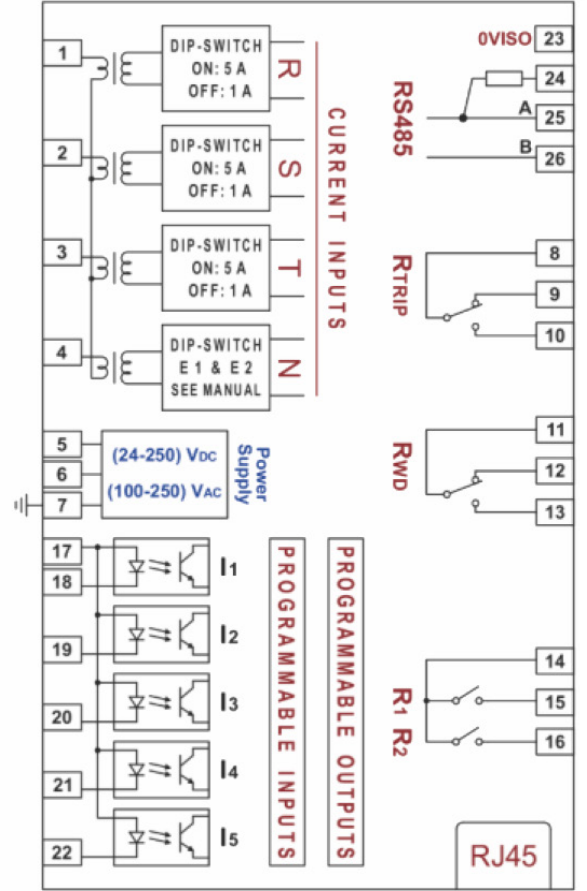 1
DIP-SWITCH
ON: 5 A
OFF: 1 A
R
2
DIP-SWITCH
ON: 5 A
OFF: 1 A
S
3
DIP-SWITCH
ON: 5 A
OFF: 1 A
T
4
DIP-SWITCH
E 1 & E 2
SEE MANUAL
N
CURRENT INPUTS
5
6
7
(24-250) VDC
(100-250) VAC
Power
Supply
17
18
I1
19
I2
20
I3
21
I4
22
I5
PROGRAMMABLE INPUTS
PROGRAMMABLE OUTPUTS
0VISO 23
24
A 25
B 26
RS485
8
9
10
RTRIP
11
12
13
RWD
14
15
16
R1 R2
RJ45